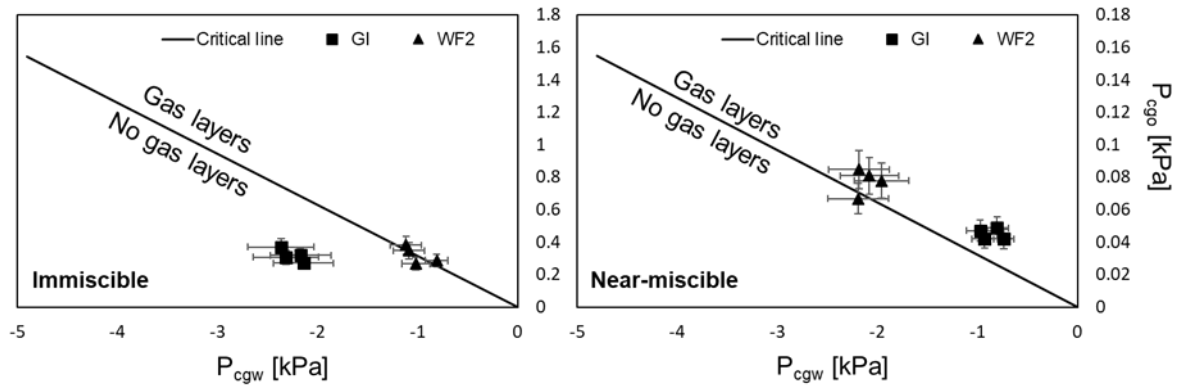 Critical line GI WF2
Gas layers
No gas layers
Immiscible
1.8
1.6
1.4
1.2
1
0.8
0.6
0.4
0.2
0
-5 -4 -3 -2 -1 0
P_cgw [kPa]
Critical line GI WF2
Gas layers
No gas layers
Near-miscible
0.18
0.16
0.14
0.12
0.1
0.08
0.06
0.04
0.02
0
P_cgo [kPa]
-5 -4 -3 -2 -1 0
P_cgw [kPa]